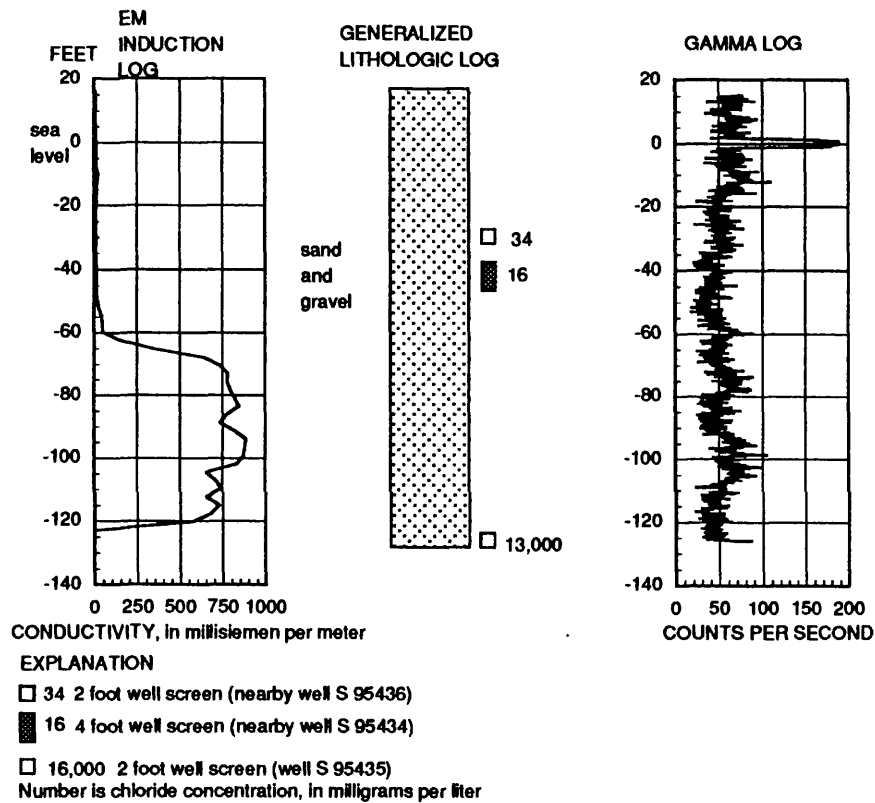 EM
INDUCTION
LOG
FEET
GENERALIZED
LITHOLOGIC LOG
GAMMA LOG
20
sea
level
0
-20
-40
-60
-80
-100
-120
-140
0 250 500 750 1000
CONDUCTIVITY, in millisiemen per meter
sand
and
gravel
34
16
13,000
20
0
-20
-40
-60
-80
-100
-120
-140
0 50 100 150 200
COUNTS PER SECOND
EXPLANATION
34 2 foot well screen (nearby well S 95436)
16 4 foot well screen (nearby well S 95434)
16,000 2 foot well screen (well S 95435)
Number is chloride concentration, in milligrams per liter